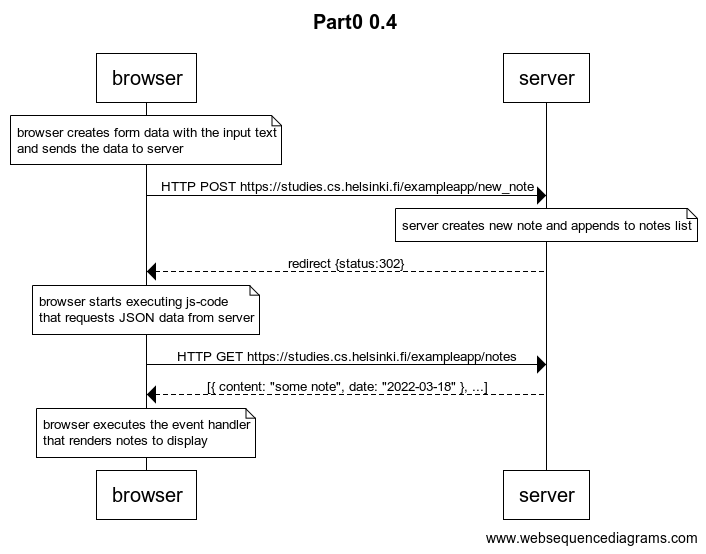 Part0 0.4
browser
server
browser creates form data with the input text
and sends the data to server
HTTP POST https://studies.cs.helsinki.fi/exampleapp/new_note
server creates new note and appends to notes list
redirect {status:302}
browser starts executing js-code
that requests JSON data from server
HTTP GET https://studies.cs.helsinki.fi/exampleapp/notes
[{ content: "some note", date: "2022-03-18" }, ...]
browser executes the event handler
that renders notes to display
browser
server
www.websequencediagrams.com